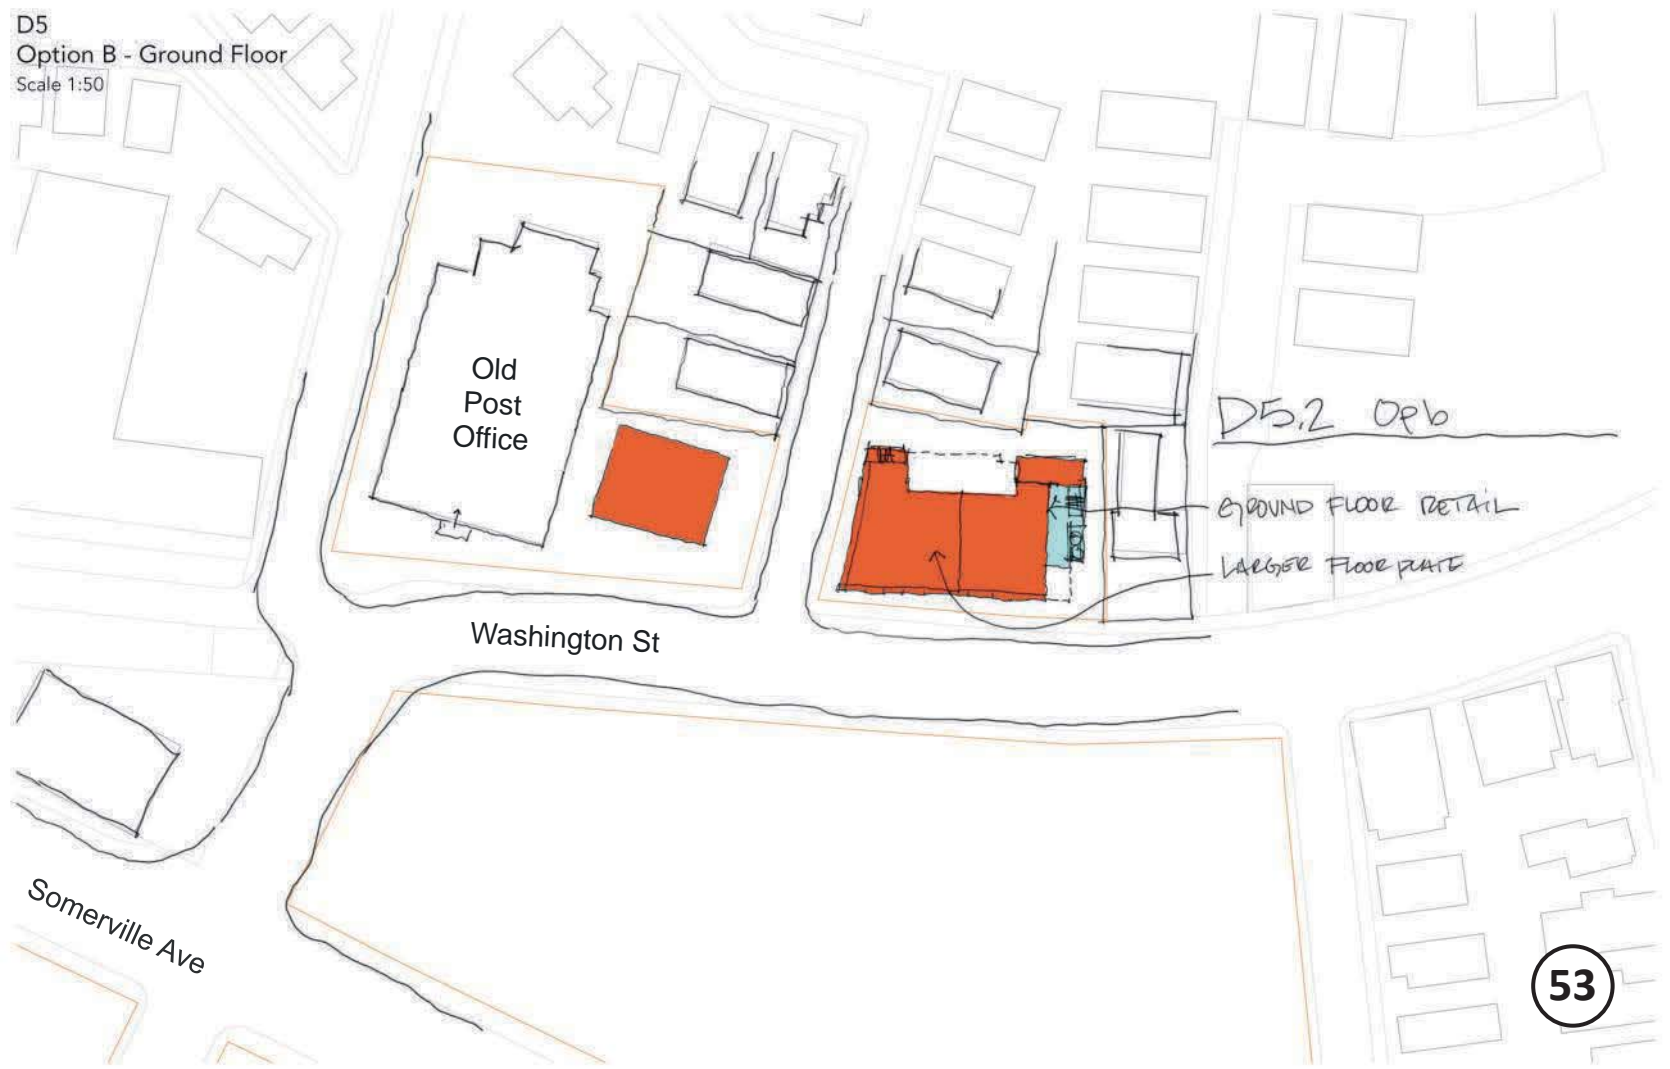 D5
Option B - Ground Floor
Scale 1:50
Old
Post
Office
D5.2 Opb
GROUND FLOOR RETAIL
LARGER FLOOR PLATE
Washington St
Somerville Ave
53